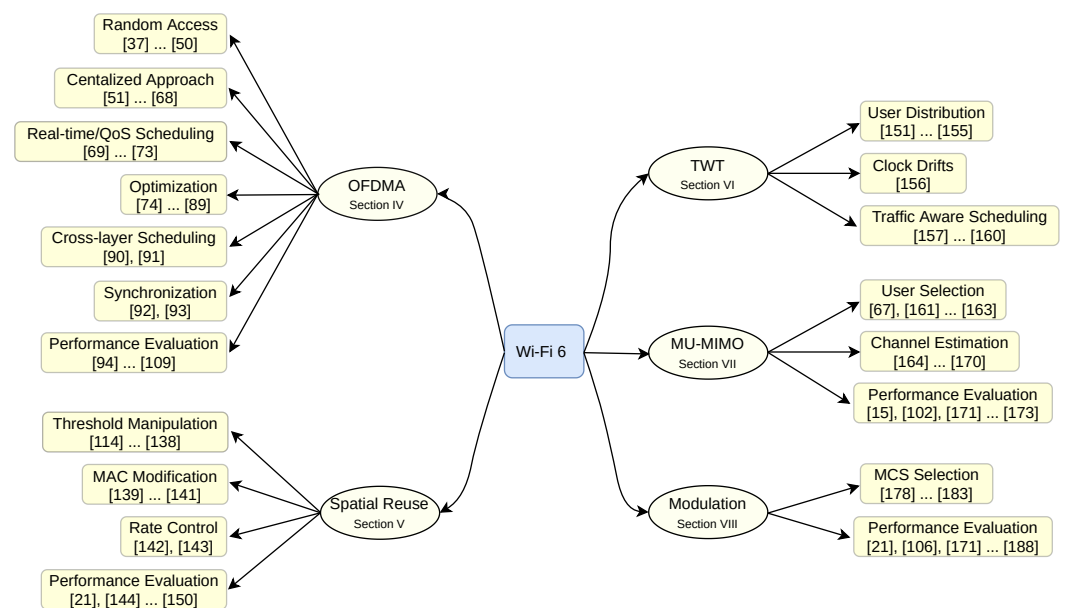 Random Access
[37] ... [50]
Centalized Approach
[51] ... [68]
Real-time/QoS Scheduling
[69] ... [73]
Optimization
[74] ... [89]
Cross-layer Scheduling
[90], [91]
Synchronization
[92], [93]
Performance Evaluation
[94] ... [109]
OFDMA
Section IV
Threshold Manipulation
[114] ... [138]
MAC Modification
[139] ... [141]
Rate Control
[142], [143]
Performance Evaluation
[21], [144] ... [150]
Spatial Reuse
Section V
Wi-Fi 6
TWT
Section VI
User Distribution
[151] ... [155]
Clock Drifts
[156]
Traffic Aware Scheduling
[157] ... [160]
MU-MIMO
Section VII
User Selection
[67], [161] ... [163]
Channel Estimation
[164] ... [170]
Performance Evaluation
[15], [102], [171] ... [173]
Modulation
Section VIII
MCS Selection
[178] ... [183]
Performance Evaluation
[21], [106], [171] ... [188]